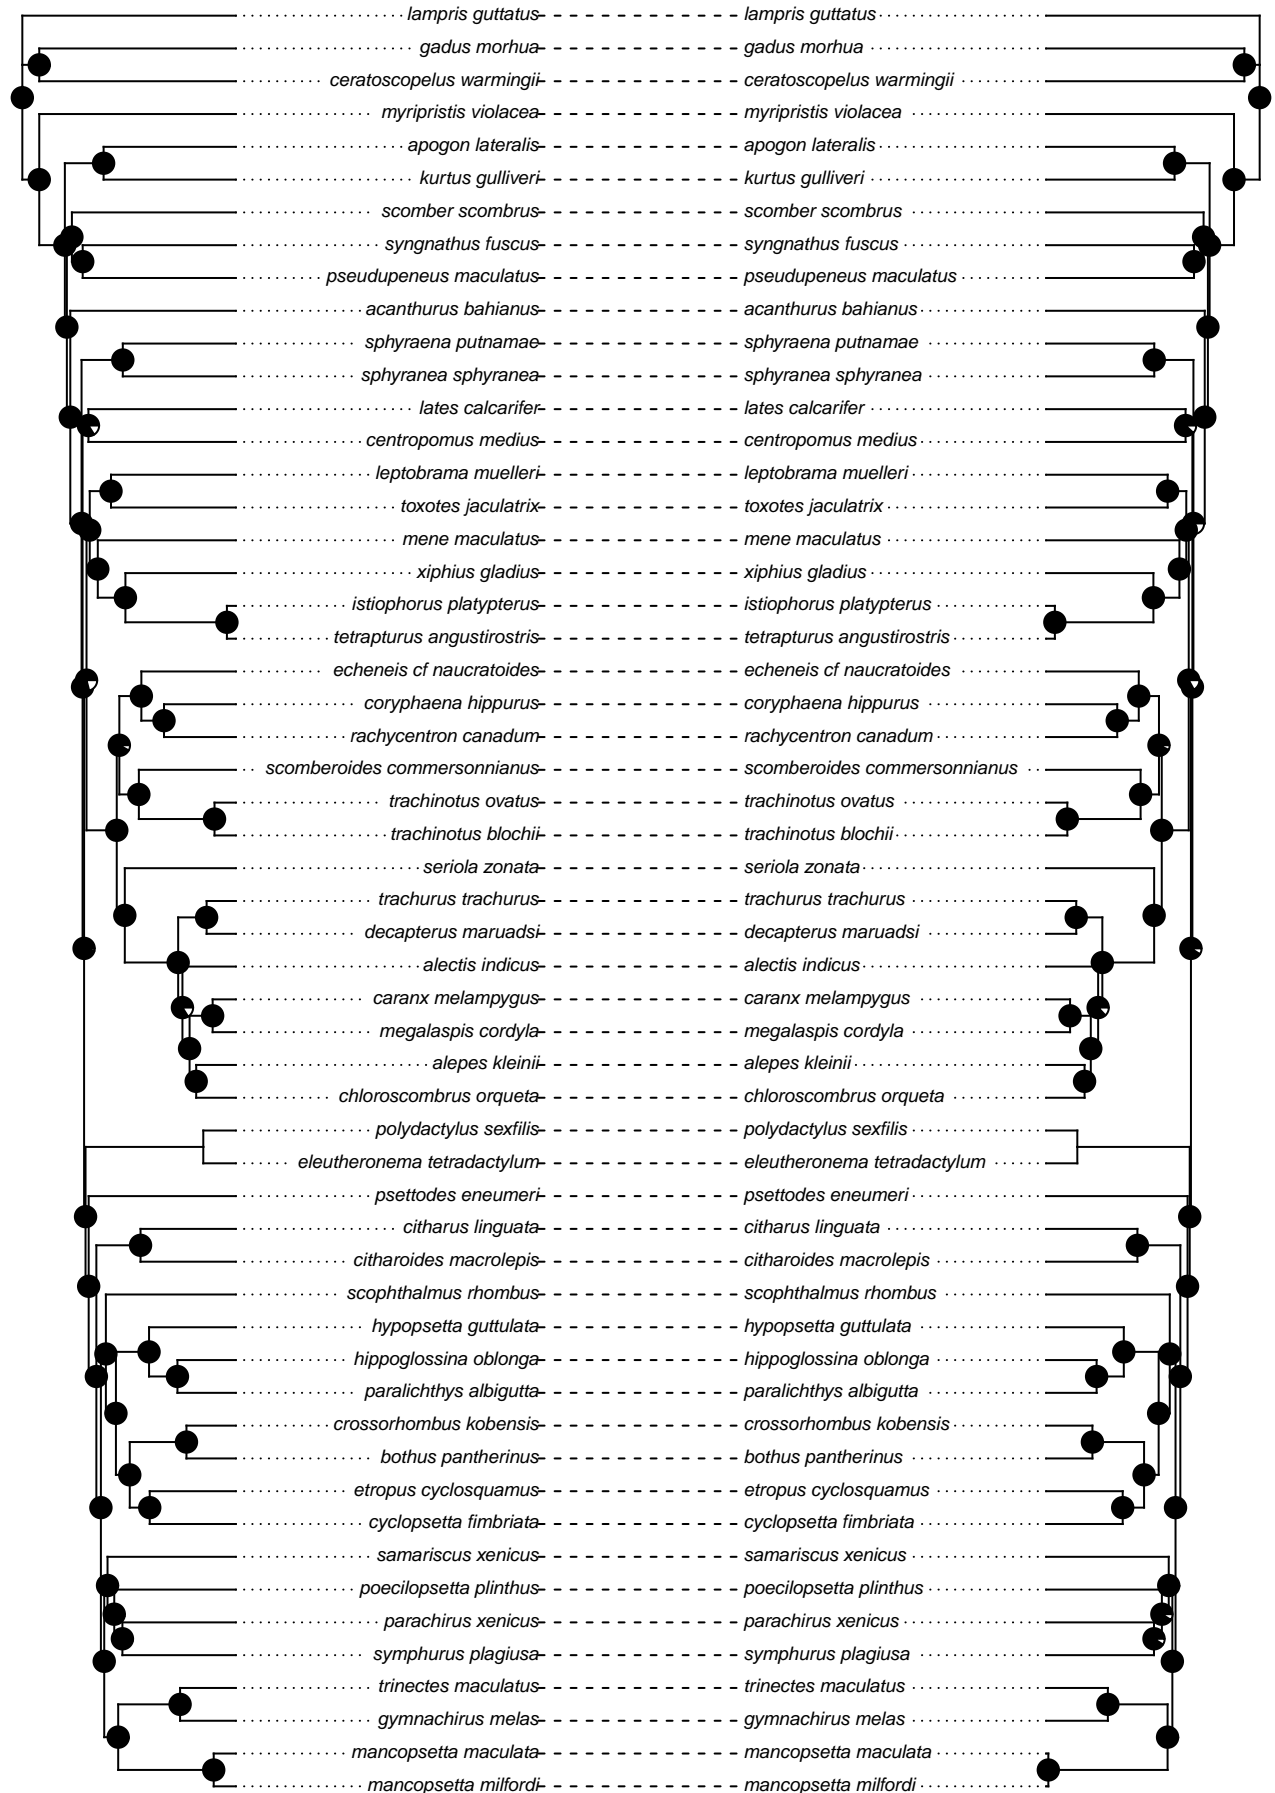 lampris guttatus lampris guttatus
gadus morhua gadus morhua
ceratoscopelus warmingii ceratoscopelus warmingii
myripristis violacea myripristis violacea
apogon lateralis apogon lateralis
kurtus gulliveri kurtus gulliveri
scomber scombrus scomber scombrus
syngnathus fuscus syngnathus fuscus
pseudupeneus maculatus pseudupeneus maculatus
acanthurus bahianus acanthurus bahianus
sphyraena putnamae sphyraena putnamae
sphyranea sphyranea sphyranea sphyranea
lates calcarifer lates calcarifer
centropomus medius centropomus medius
leptobrama muelleri leptobrama muelleri
toxotes jaculatrix toxotes jaculatrix
mene maculatus mene maculatus
xiphius gladius xiphius gladius
istiophorus platypterus istiophorus platypterus
tetrapturus angustirostris tetrapturus angustirostris
echeneis cf naucratoides echeneis cf naucratoides
coryphaena hippurus coryphaena hippurus
rachycentron canadum rachycentron canadum
scomberoides commersonnianus scomberoides commersonnianus
trachinotus ovatus trachinotus ovatus
trachinotus blochii trachinotus blochii
seriola zonata seriola zonata
trachurus trachurus trachurus trachurus
decapterus maruadsi decapterus maruadsi
alectis indicus alectis indicus
caranx melampygus caranx melampygus
megalaspis cordyla megalaspis cordyla
alepes kleinii alepes kleinii
chloroscombrus orqueta chloroscombrus orqueta
polydactylus sexfilis polydactylus sexfilis
eleutheronema tetradactylum eleutheronema tetradactylum
psettodes eneumeri psettodes eneumeri
citharus linguata citharus linguata
citharoides macrolepis citharoides macrolepis
scophthalmus rhombus scophthalmus rhombus
hypopsetta guttulata hypopsetta guttulata
hippoglossina oblonga hippoglossina oblonga
paralichthys albigutta paralichthys albigutta
crossorhombus kobensis crossorhombus kobensis
bothus pantherinus bothus pantherinus
etropus cyclosquamus etropus cyclosquamus
cyclopsetta fimbriata cyclopsetta fimbriata
samariscus xenicus samariscus xenicus
poecilopsetta plinthus poecilopsetta plinthus
parachirus xenicus parachirus xenicus
symphurus plagiusa symphurus plagiusa
trinectes maculatus trinectes maculatus
gymnachirus melas gymnachirus melas
mancopsetta maculata mancopsetta maculata
mancopsetta milfordi mancopsetta milfordi